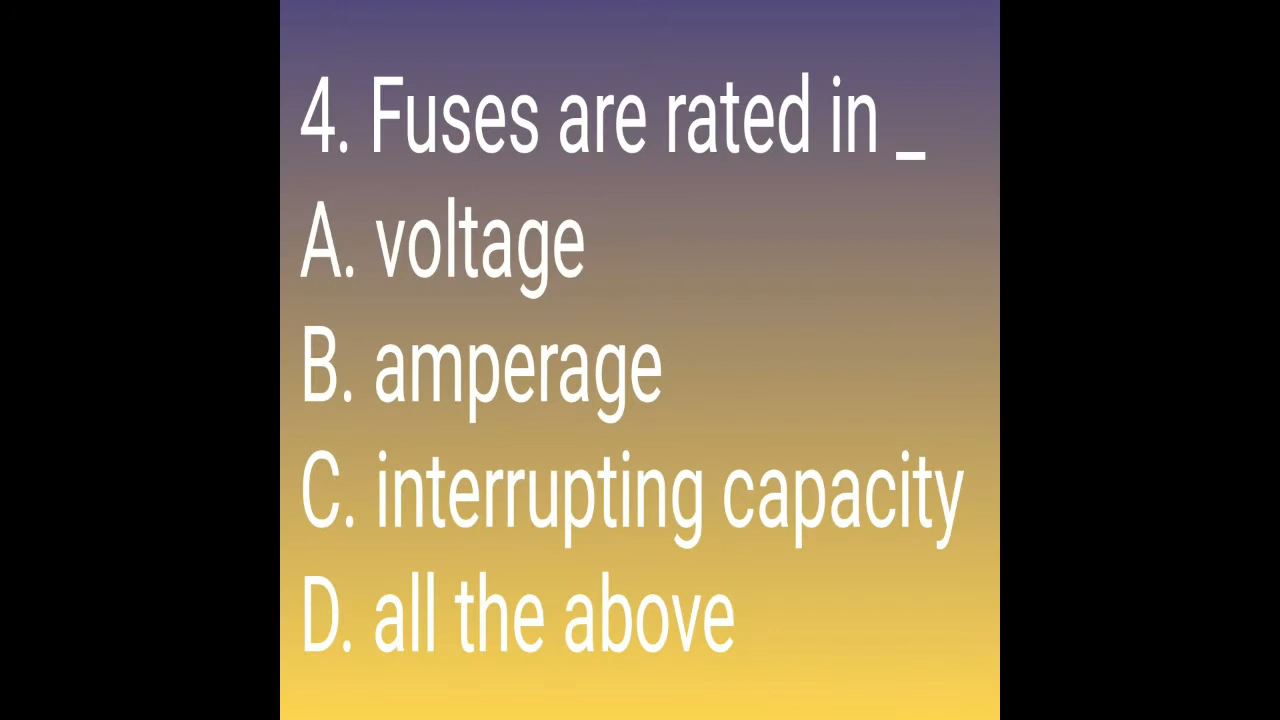 4. Fuses are rated in _
A. voltage
B. amperage
C. interrupting capacity
D. all the above